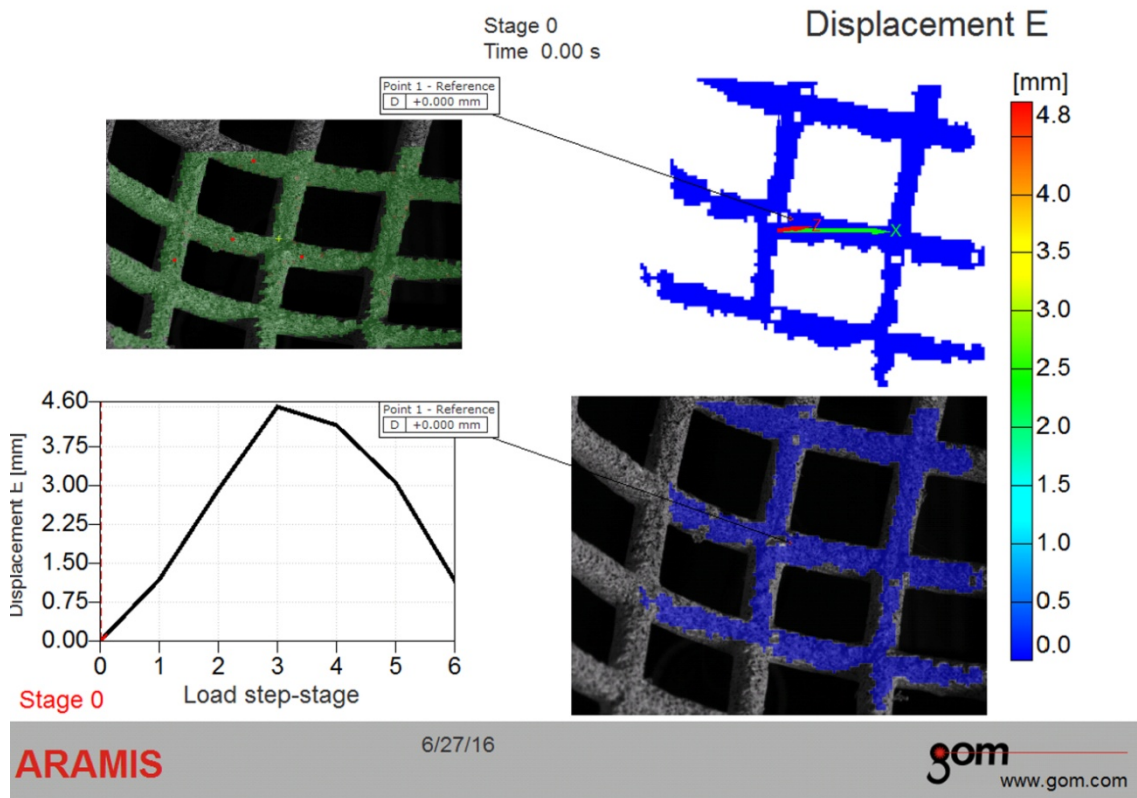 Stage 0
Time 0.00 s
Displacement E
Point 1 - Reference
D +0.000 mm
[mm]
4.8
4.0
3.5
3.0
2.5
2.0
1.5
1.0
0.5
0.0
Z
X
Point 1 - Reference
D +0.000 mm
Displacement E [mm]
4.60
3.75
3.00
2.25
1.50
0.75
0.00
0 1 2 3 4 5 6
Stage 0
Load step-stage
ARAMIS
6/27/16
gom
www.gom.com